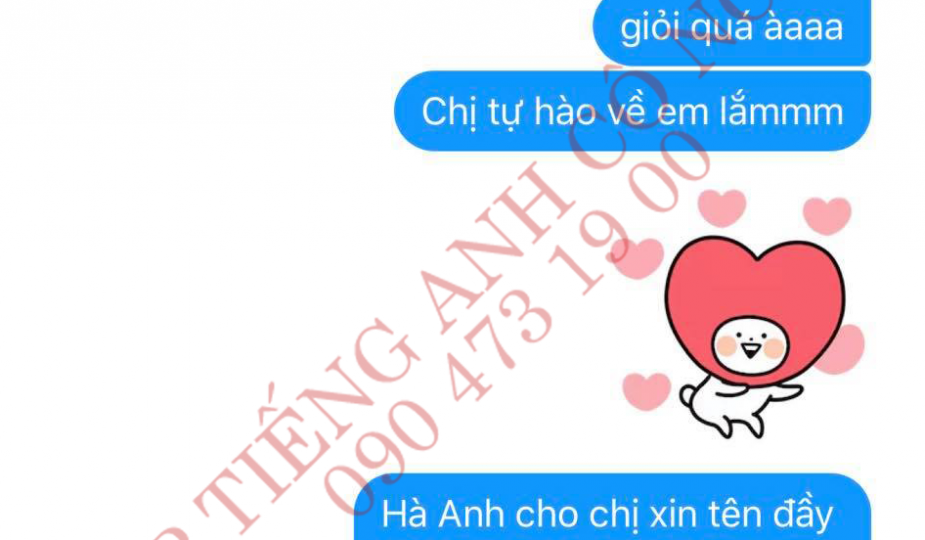 giỏi quá àaaa
Chị tự hào về em lắmmm
TIẾNG ANH CÔ
090 473 19 00
Hà Anh cho chị xin tên đầy